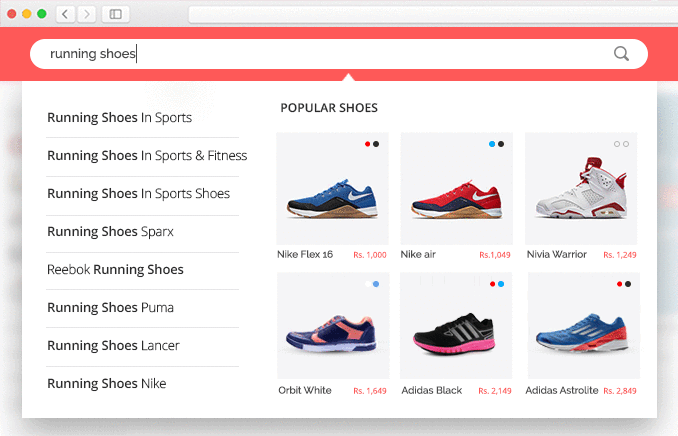 running shoes
Running Shoes In Sports
Running Shoes In Sports & Fitness
Running Shoes In Sports Shoes
Running Shoes Sparx
Reebok Running Shoes
Running Shoes Puma
Running Shoes Lancer
Running Shoes Nike
POPULAR SHOES
Nike Flex 16 Rs. 1,000
Nike air Rs.1,049
Nivia Warrior Rs. 1,249
Orbit White Rs. 1,649
Adidas Black Rs. 2,149
Adidas Astrolite Rs. 2,849